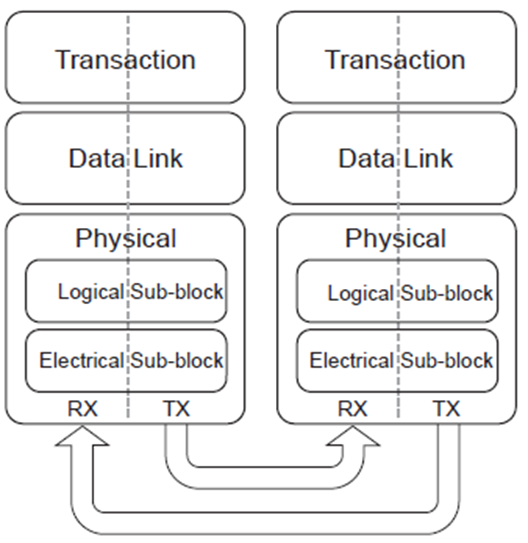 Transaction
Data Link
Physical
Logical Sub-block
Electrical Sub-block
RX TX
Transaction
Data Link
Physical
Logical Sub-block
Electrical Sub-block
RX TX